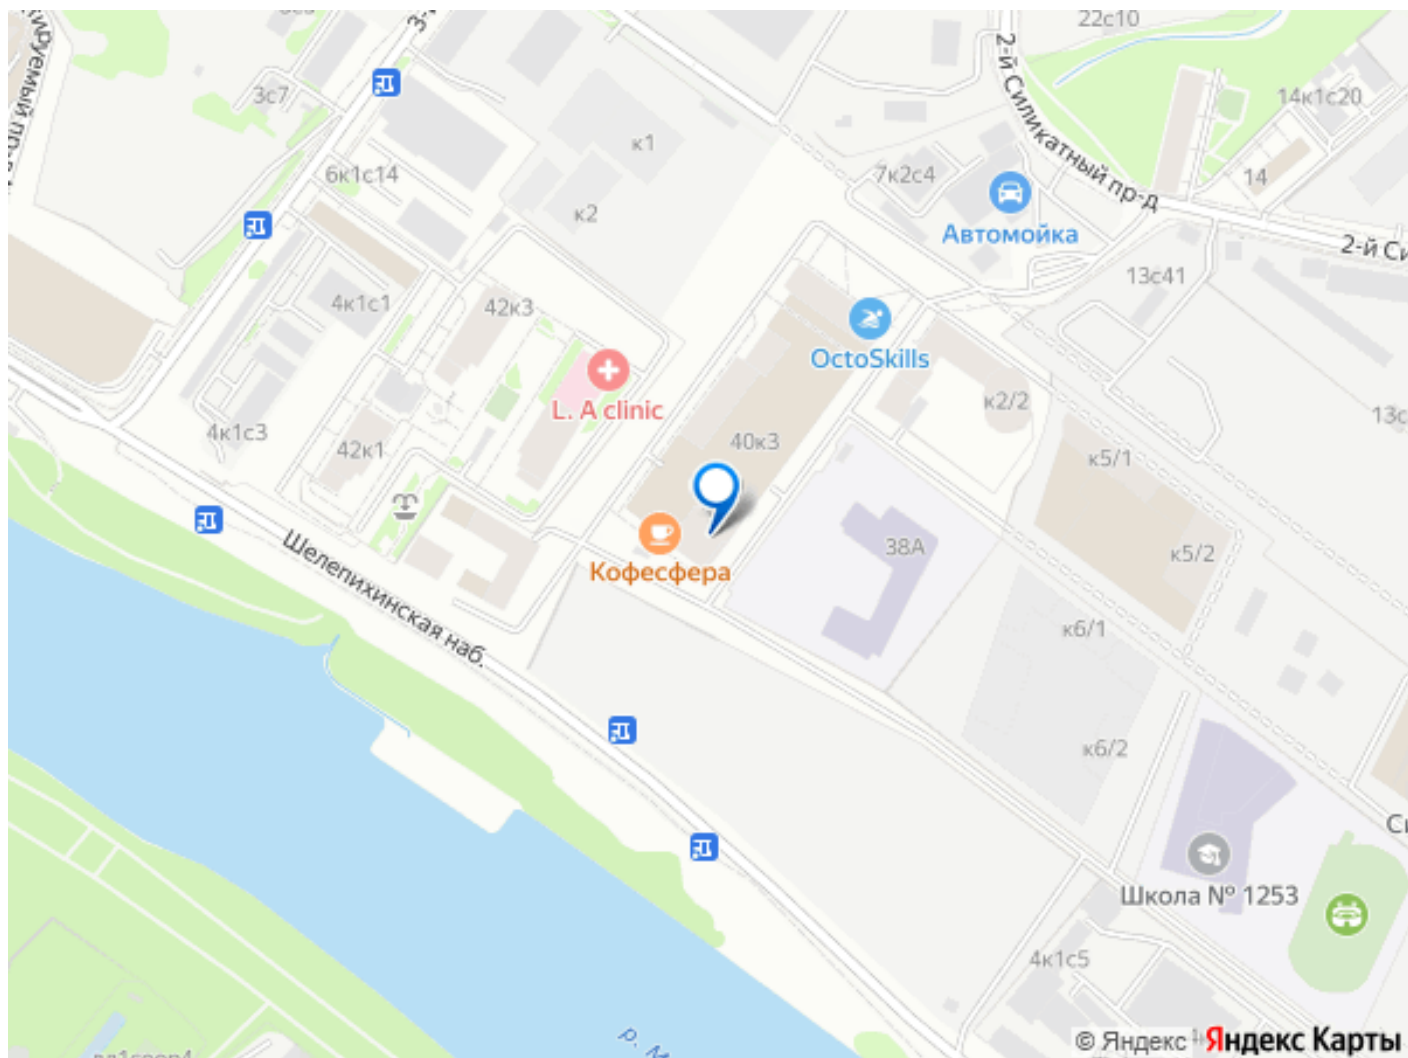 22с10
3с7
14к1с20
2-й Силикатный пр-д
к1
6к1с14
7к2с4
14
к2
Автомойка
2-й Си
13с41
4к1с1
42к3
OctoSkills
L. A clinic
к2/2
13с
4к1с3
40к3
42к1
к5/1
38А
к5/2
Кофесфера
Шелепихинская наб.
к6/1
к6/2
Школа № 1253
4к1с5
р. М
© Яндекс
Яндекс Карты